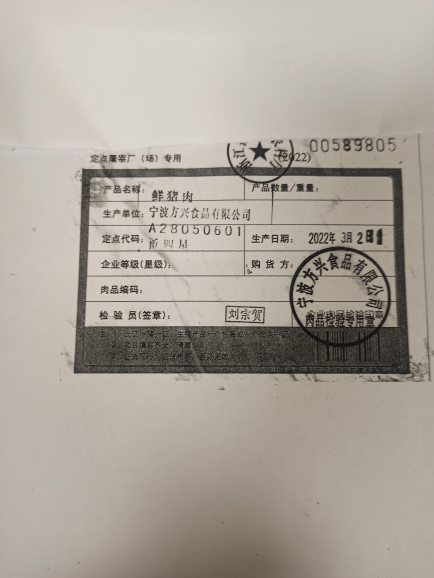 00589805
定点屠宰厂（场）专用
(2022)
产品名称: 鲜猪肉 产品数量/重量:
生产单位: 宁波方兴食品有限公司
定点代码: A28050601 生产日期: 2022年 3月 2
企业等级(星级): 购 货 方:
肉品编码:
检 验 员(签章): 刘宗贺
宁波方兴食品有限公司
肉品检验专用章